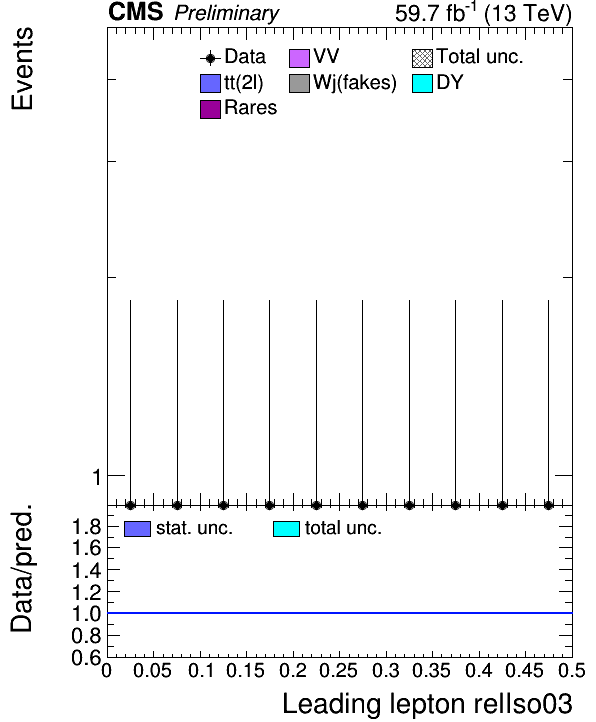 CMS Preliminary 59.7 fb-1 (13 TeV)
Events
Data VV Total unc.
tt(2l) Wj(fakes) DY
Rares
1
Data/pred.
stat. unc. total unc.
1.8
1.6
1.4
1.2
1.0
0.8
0.6
0 0.05 0.1 0.15 0.2 0.25 0.3 0.35 0.4 0.45 0.5
Leading lepton relIso03